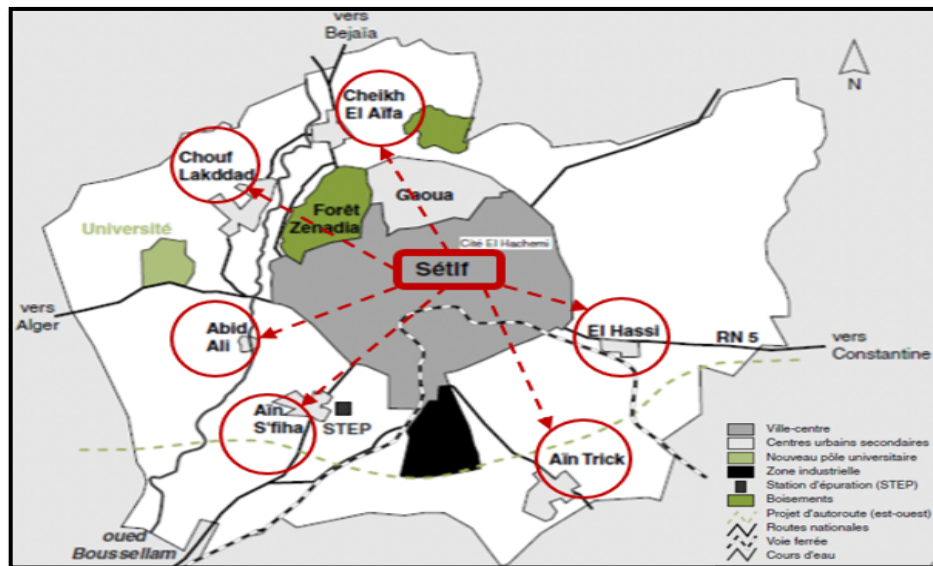 vers
Bejaïa
N
Cheikh
El Aïfa
Chouf
Lakddad
Gaoua
Forêt
Zenadia
Université
Cité El Hachemi
Sétif
vers
Alger
Abid
Ali
El Hassi
RN 5
vers
Constantine
Aïn
S'fiha
STEP
Aïn Trick
oued
Boussellam
Ville-centre
Centres urbains secondaires
Nouveau pôle universitaire
Zone industrielle
Station d'épuration (STEP)
Boisements
Projet d'autoroute (est-ouest)
Routes nationales
Voie ferrée
Cours d'eau